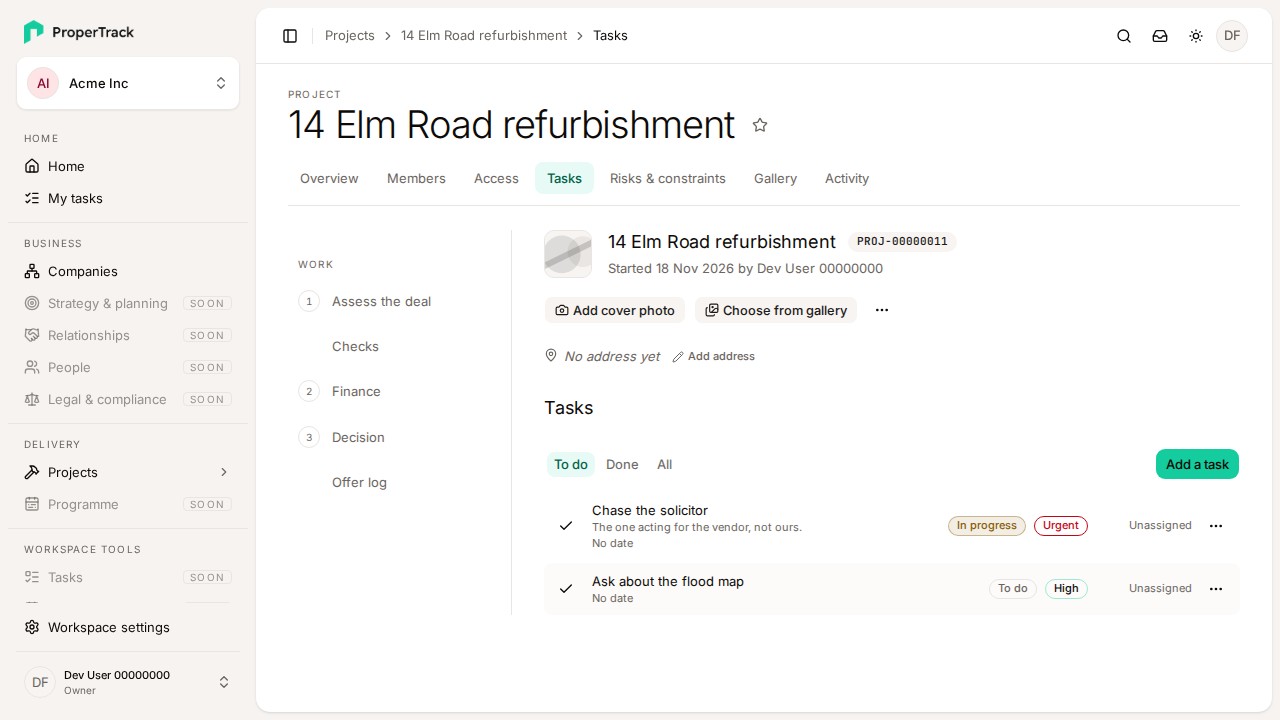 ProperTrack
AI
Acme Inc
HOME
Home
My tasks
BUSINESS
Companies
Strategy & planning SOON
Relationships SOON
People SOON
Legal & compliance SOON
DELIVERY
Projects
Programme SOON
WORKSPACE TOOLS
Tasks SOON
Workspace settings
DF
Dev User 00000000
Owner
Projects > 14 Elm Road refurbishment > Tasks
DF
PROJECT
14 Elm Road refurbishment
Overview Members Access Tasks Risks & constraints Gallery Activity
WORK
1 Assess the deal
Checks
2 Finance
3 Decision
Offer log
14 Elm Road refurbishment PROJ-00000011
Started 18 Nov 2026 by Dev User 00000000
Add cover photo Choose from gallery
No address yet Add address
Tasks
To do Done All Add a task
Chase the solicitor
The one acting for the vendor, not ours.
No date
In progress Urgent Unassigned
Ask about the flood map
No date
To do High Unassigned